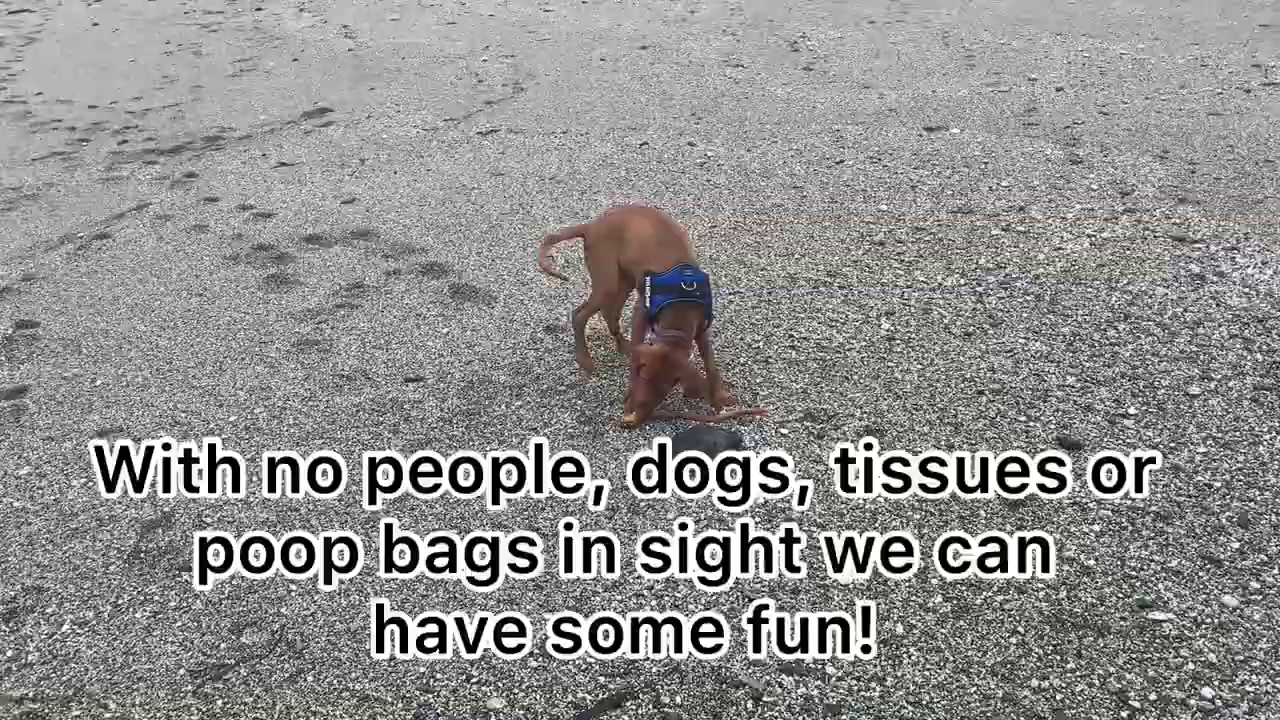 With no people, dogs, tissues or
poop bags in sight we can
have some fun!